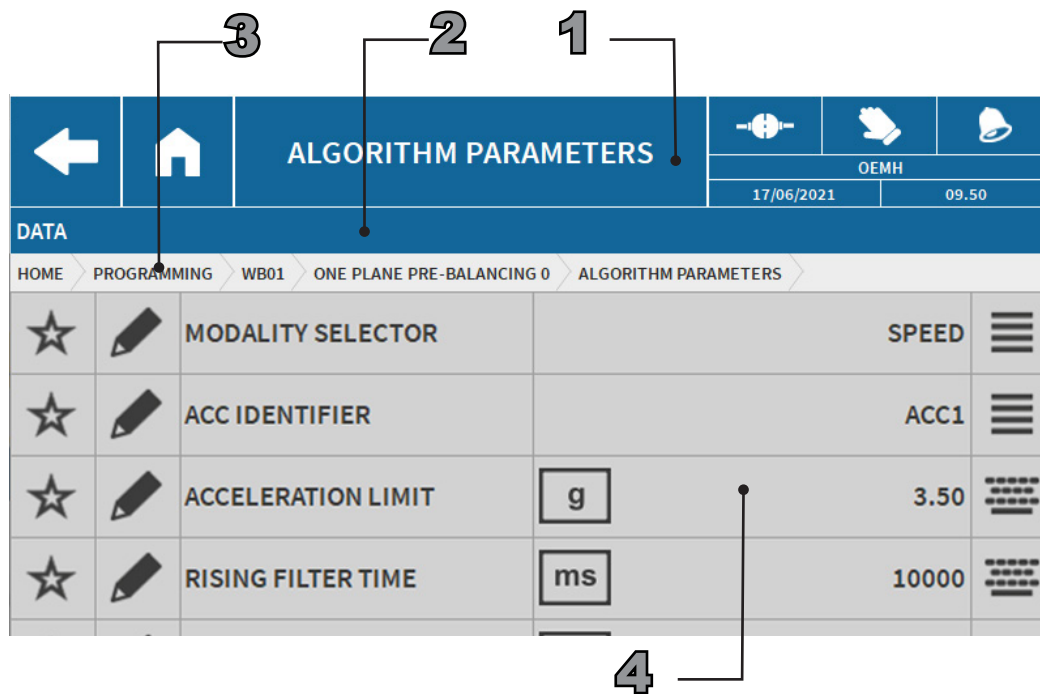 3 2 1
ALGORITHM PARAMETERS
OEMH
17/06/2021 09.50
DATA
HOME PROGRAMMING WB01 ONE PLANE PRE-BALANCING 0 ALGORITHM PARAMETERS
MODALITY SELECTOR SPEED
ACC IDENTIFIER ACC1
ACCELERATION LIMIT g 3.50
RISING FILTER TIME ms 10000
4